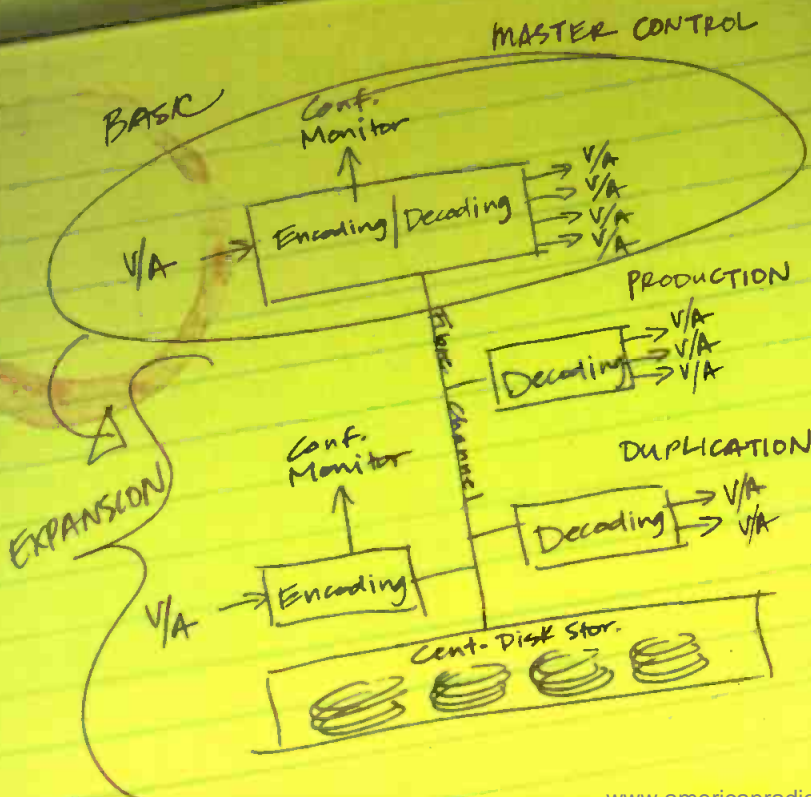 MASTER CONTROL
BASIC
Conf.
Monitor
V/A
Encoding
Decoding
V/A
V/A
V/A
V/A
PRODUCTION
Fibre Channel
Decoding
V/A
V/A
V/A
EXPANSION
Conf.
Monitor
DUPLICATION
Decoding
V/A
V/A
V/A
Encoding
Cent-Disk Stor.